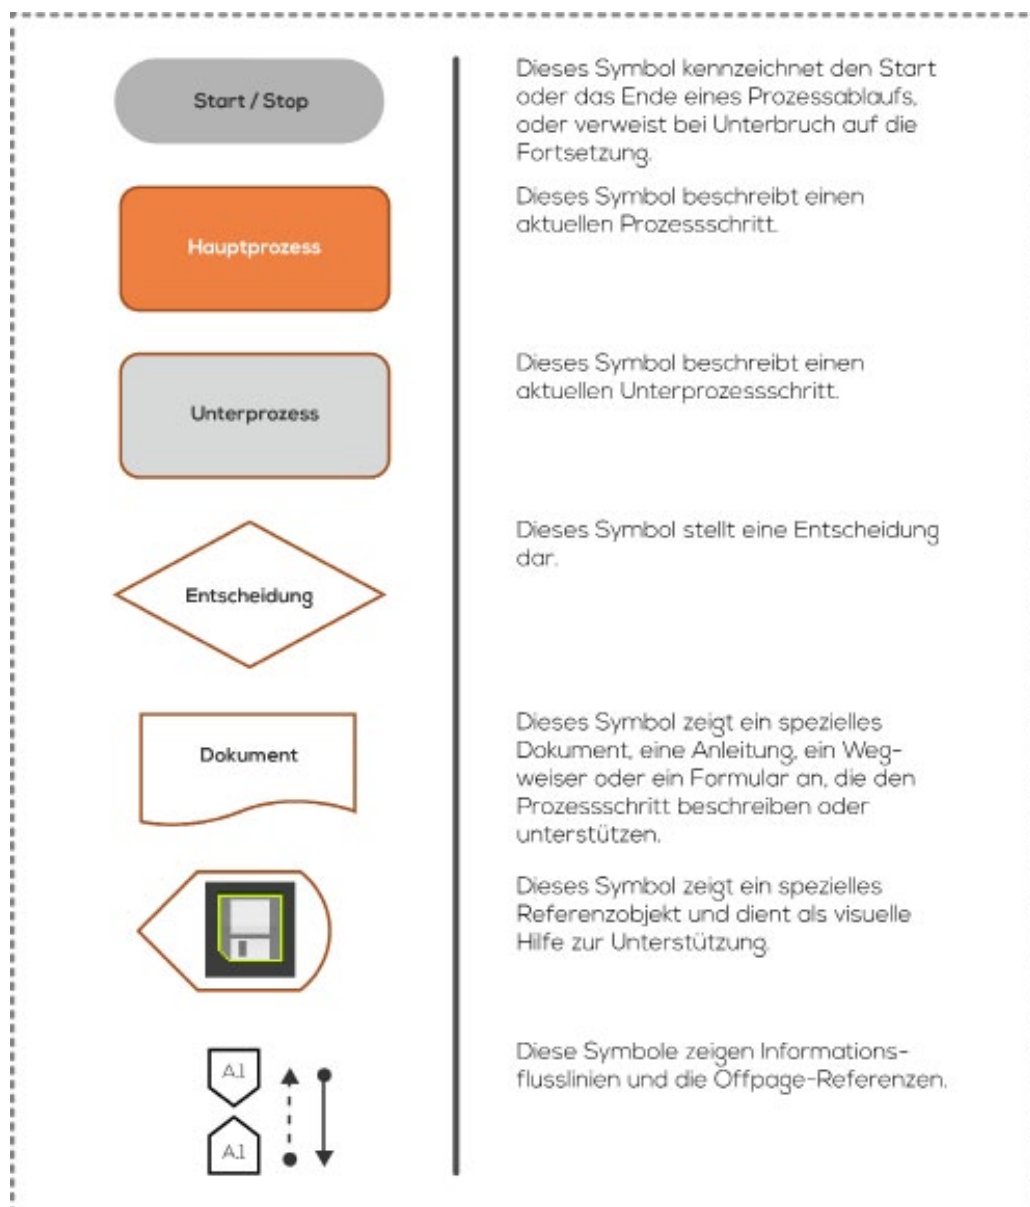 Start / Stop
Dieses Symbol kennzeichnet den Start
oder das Ende eines Prozessablaufs,
oder verweist bei Unterbruch auf die
Fortsetzung.
Hauptprozess
Dieses Symbol beschreibt einen
aktuellen Prozessschritt.
Unterprozess
Dieses Symbol beschreibt einen
aktuellen Unterprozessschritt.
Entscheidung
Dieses Symbol stellt eine Entscheidung
dar.
Dokument
Dieses Symbol zeigt ein spezielles
Dokument, eine Anleitung, ein Weg-
weiser oder ein Formular an, die den
Prozessschritt beschreiben oder
unterstützen.
Dieses Symbol zeigt ein spezielles
Referenzobjekt und dient als visuelle
Hilfe zur Unterstützung.
A.1
A.1
Diese Symbole zeigen Informations-
flusslinien und die Offpage-Referenzen.